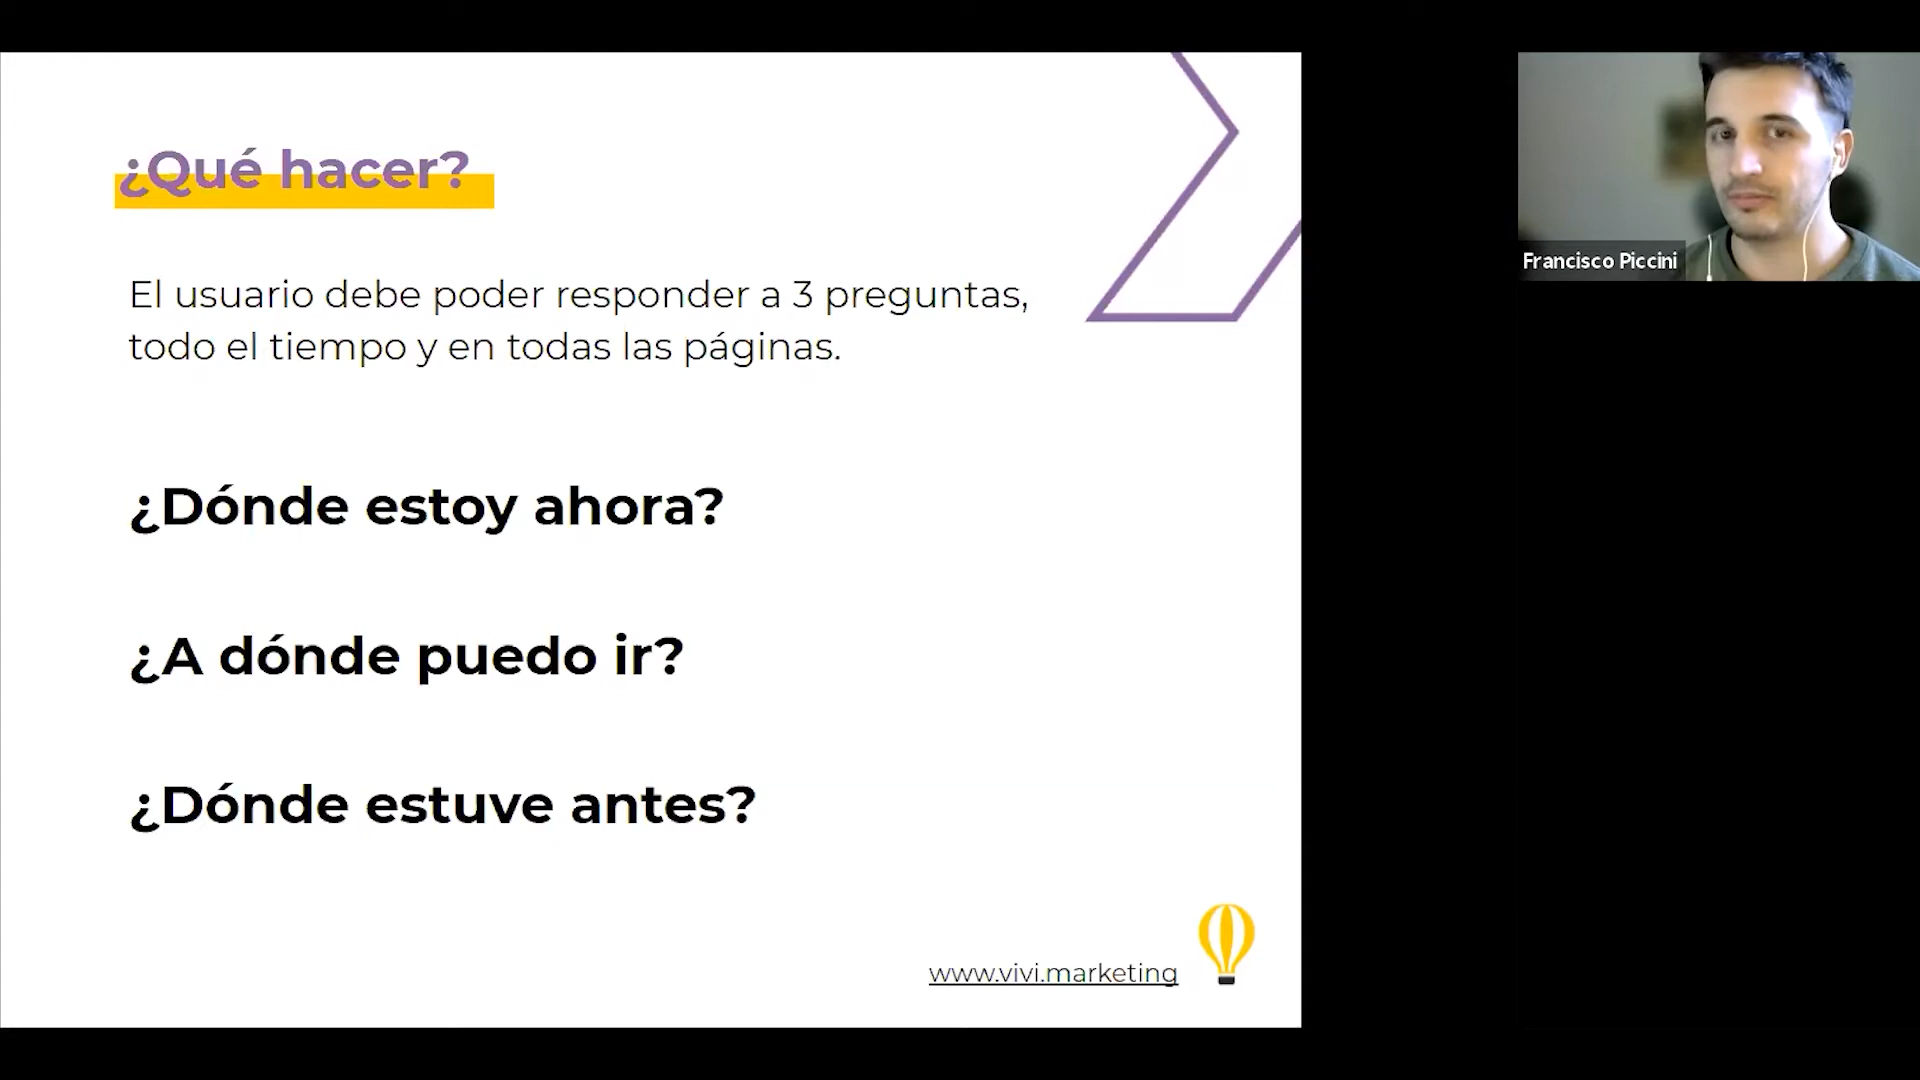 ¿Qué hacer?
El usuario debe poder responder a 3 preguntas,
todo el tiempo y en todas las páginas.
¿Dónde estoy ahora?
¿A dónde puedo ir?
¿Dónde estuve antes?
www.vivi.marketing
Francisco Piccini